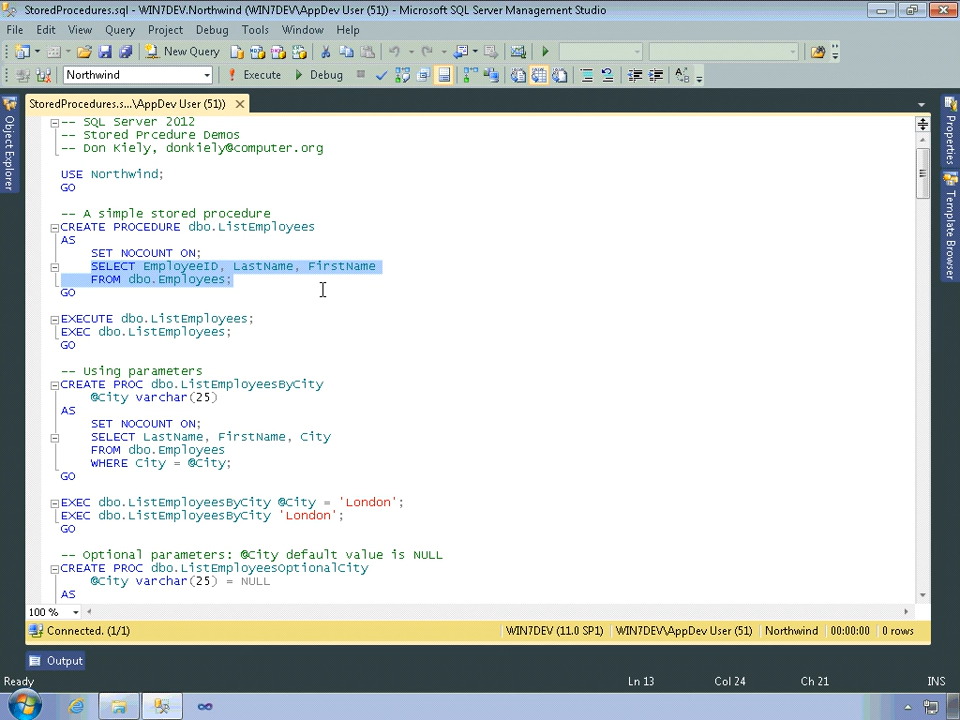 StoredProcedures.sql - WIN7DEV.Northwind (WIN7DEV\AppDev User (51)) - Microsoft SQL Server Management Studio
File Edit View Query Project Debug Tools Window Help
New Query
Northwind Execute Debug
StoredProcedures.s...\AppDev User (51))
Object Explorer
Properties
Template Browser
-- SQL Server 2012
-- Stored Prcedure Demos
-- Don Kiely, donkiely@computer.org
USE Northwind;
GO
-- A simple stored procedure
CREATE PROCEDURE dbo.ListEmployees
AS
SET NOCOUNT ON;
SELECT EmployeeID, LastName, FirstName
FROM dbo.Employees;
GO
EXECUTE dbo.ListEmployees;
EXEC dbo.ListEmployees;
GO
-- Using parameters
CREATE PROC dbo.ListEmployeesByCity
@City varchar(25)
AS
SET NOCOUNT ON;
SELECT LastName, FirstName, City
FROM dbo.Employees
WHERE City = @City;
GO
EXEC dbo.ListEmployeesByCity @City = 'London';
EXEC dbo.ListEmployeesByCity 'London';
GO
-- Optional parameters: @City default value is NULL
CREATE PROC dbo.ListEmployeesOptionalCity
@City varchar(25) = NULL
AS
100 %
Connected. (1/1) WIN7DEV (11.0 SP1) WIN7DEV\AppDev User (51) Northwind 00:00:00 0 rows
Output
Ready Ln 13 Col 24 Ch 21 INS